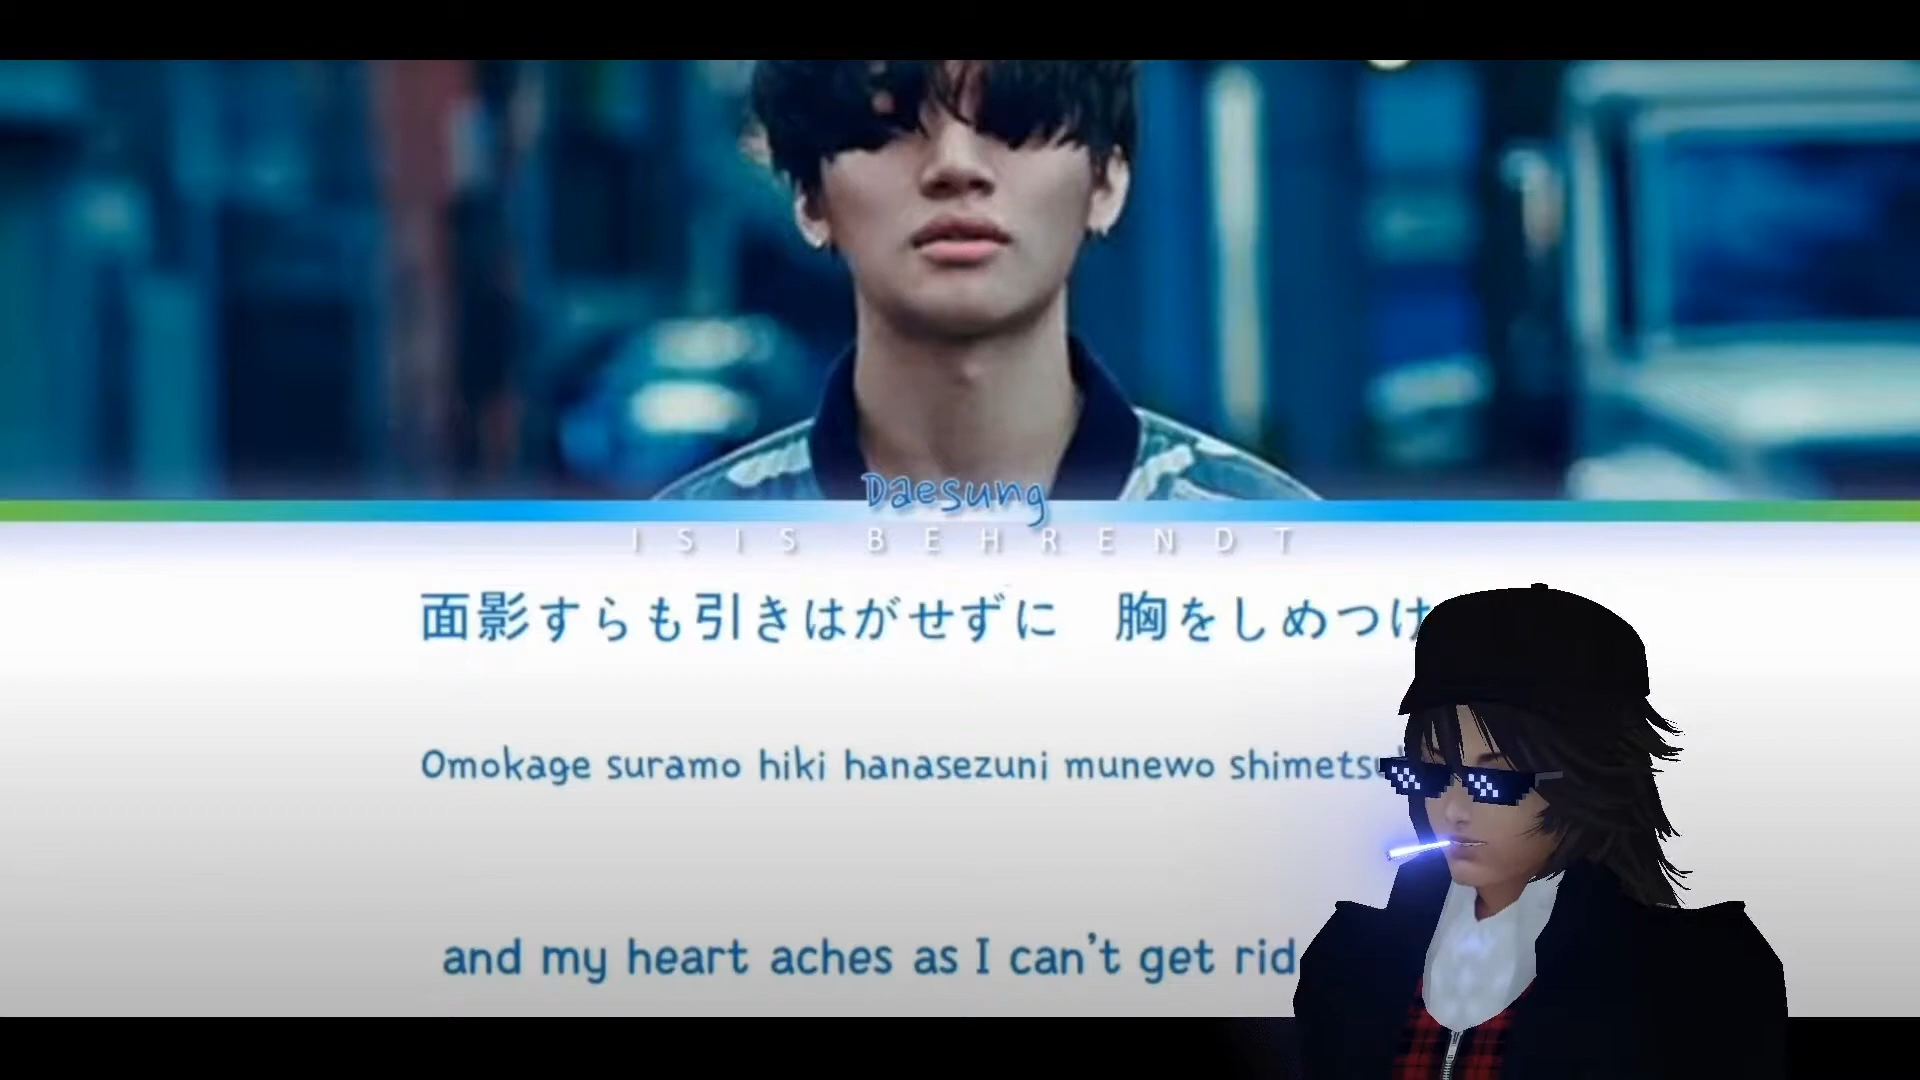 Daesung
ISIS BEHRENDT
面影すらも引きはがせずに　胸をしめつけ
Omokage suramo hiki hanasezuni munewo
and my heart aches as I can't get rid